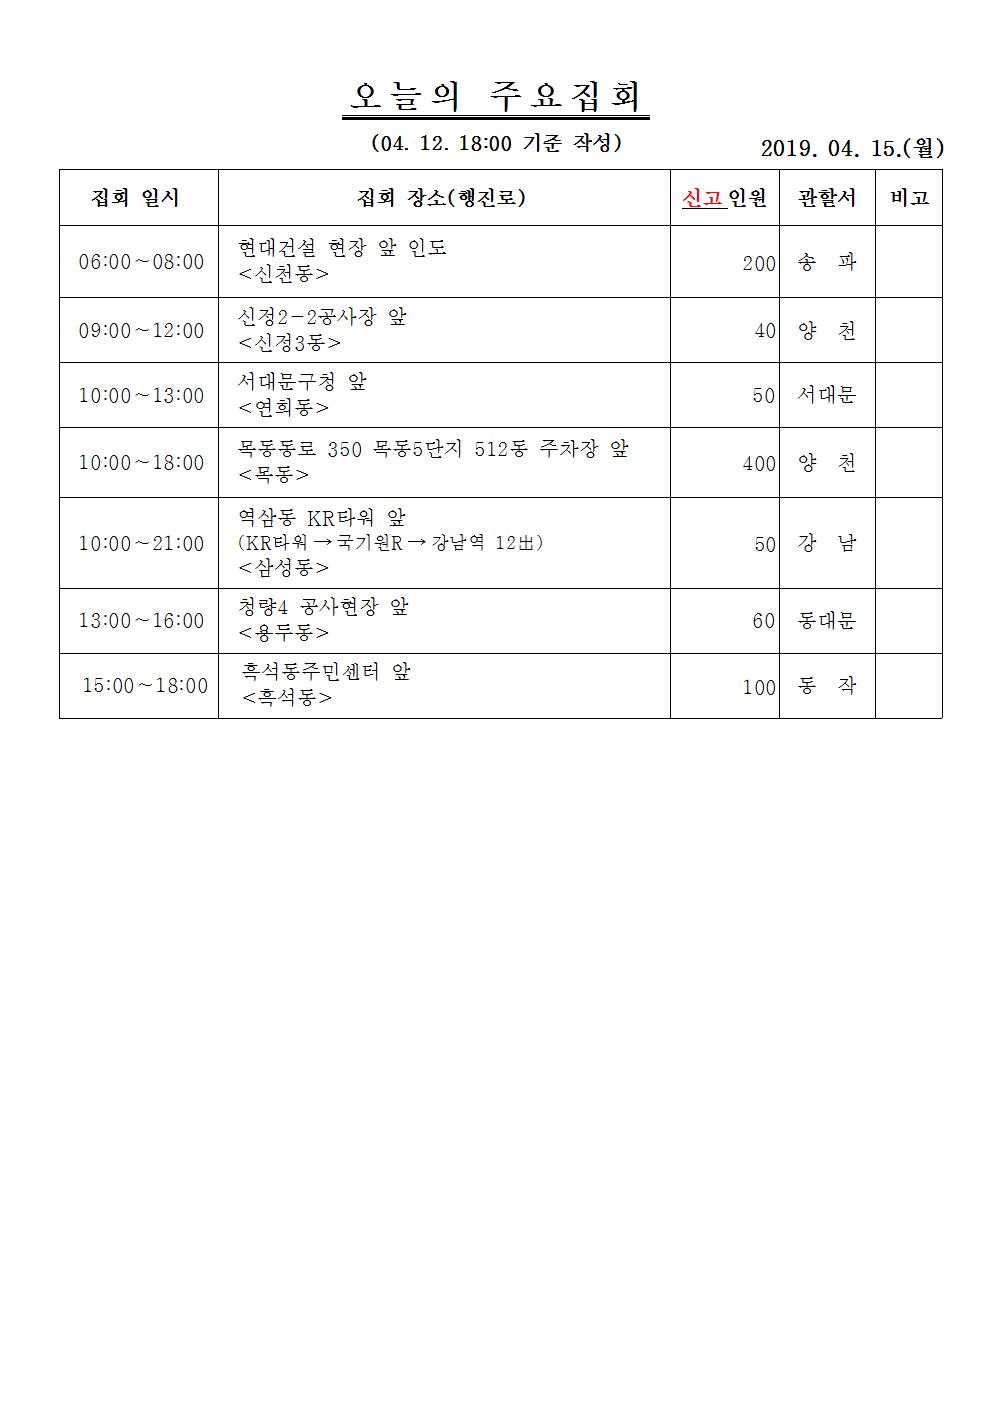 오늘의 주요집회
(04. 12. 18:00 기준 작성)
2019. 04. 15.(월)
집회 일시 집회 장소(행진로) 신고인원 관할서 비고
06:00~08:00 현대건설 현장 앞 인도 200 송 파
<신천동>
09:00~12:00 신정2-2공사장 앞 40 양 천
<신정3동>
10:00~13:00 서대문구청 앞 50 서대문
<연희동>
10:00~18:00 목동동로 350 목동5단지 512동 주차장 앞 400 양 천
<목동>
10:00~21:00 역삼동 KR타워 앞 50 강 남
(KR타워→국기원R→강남역 12出)
<삼성동>
13:00~16:00 청량4 공사현장 앞 60 동대문
<용두동>
15:00~18:00 흑석동주민센터 앞 100 동 작
<흑석동>